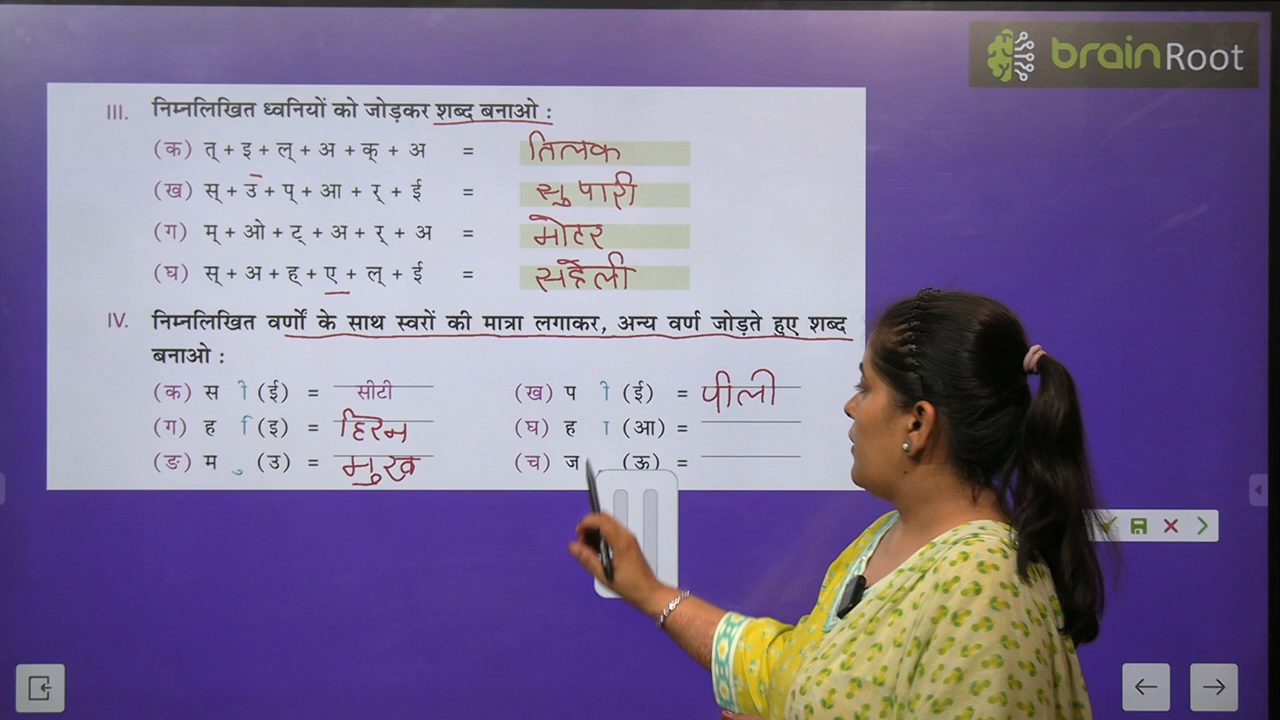 brainRoot
III. निम्नलिखित ध्वनियों को जोड़कर शब्द बनाओ :
(क) त् + इ + ल् + अ + क् + अ = तिलक
(ख) स् + उ + प् + आ + र् + ई = सुपारी
(ग) म् + ओ + ट् + अ + र् + अ = मोटर
(घ) स् + अ + ह् + ए + ल् + ई = सहेली
IV. निम्नलिखित वर्णों के साथ स्वरों की मात्रा लगाकर, अन्य वर्ण जोड़ते हुए शब्द
बनाओ :
(क) स ी (ई) = सीटी (ख) प ी (ई) = पीली
(ग) ह ि (इ) = हिरन (घ) ह ा (आ) =
(ङ) म ु (उ) = मुख (च) ज (ऊ) =